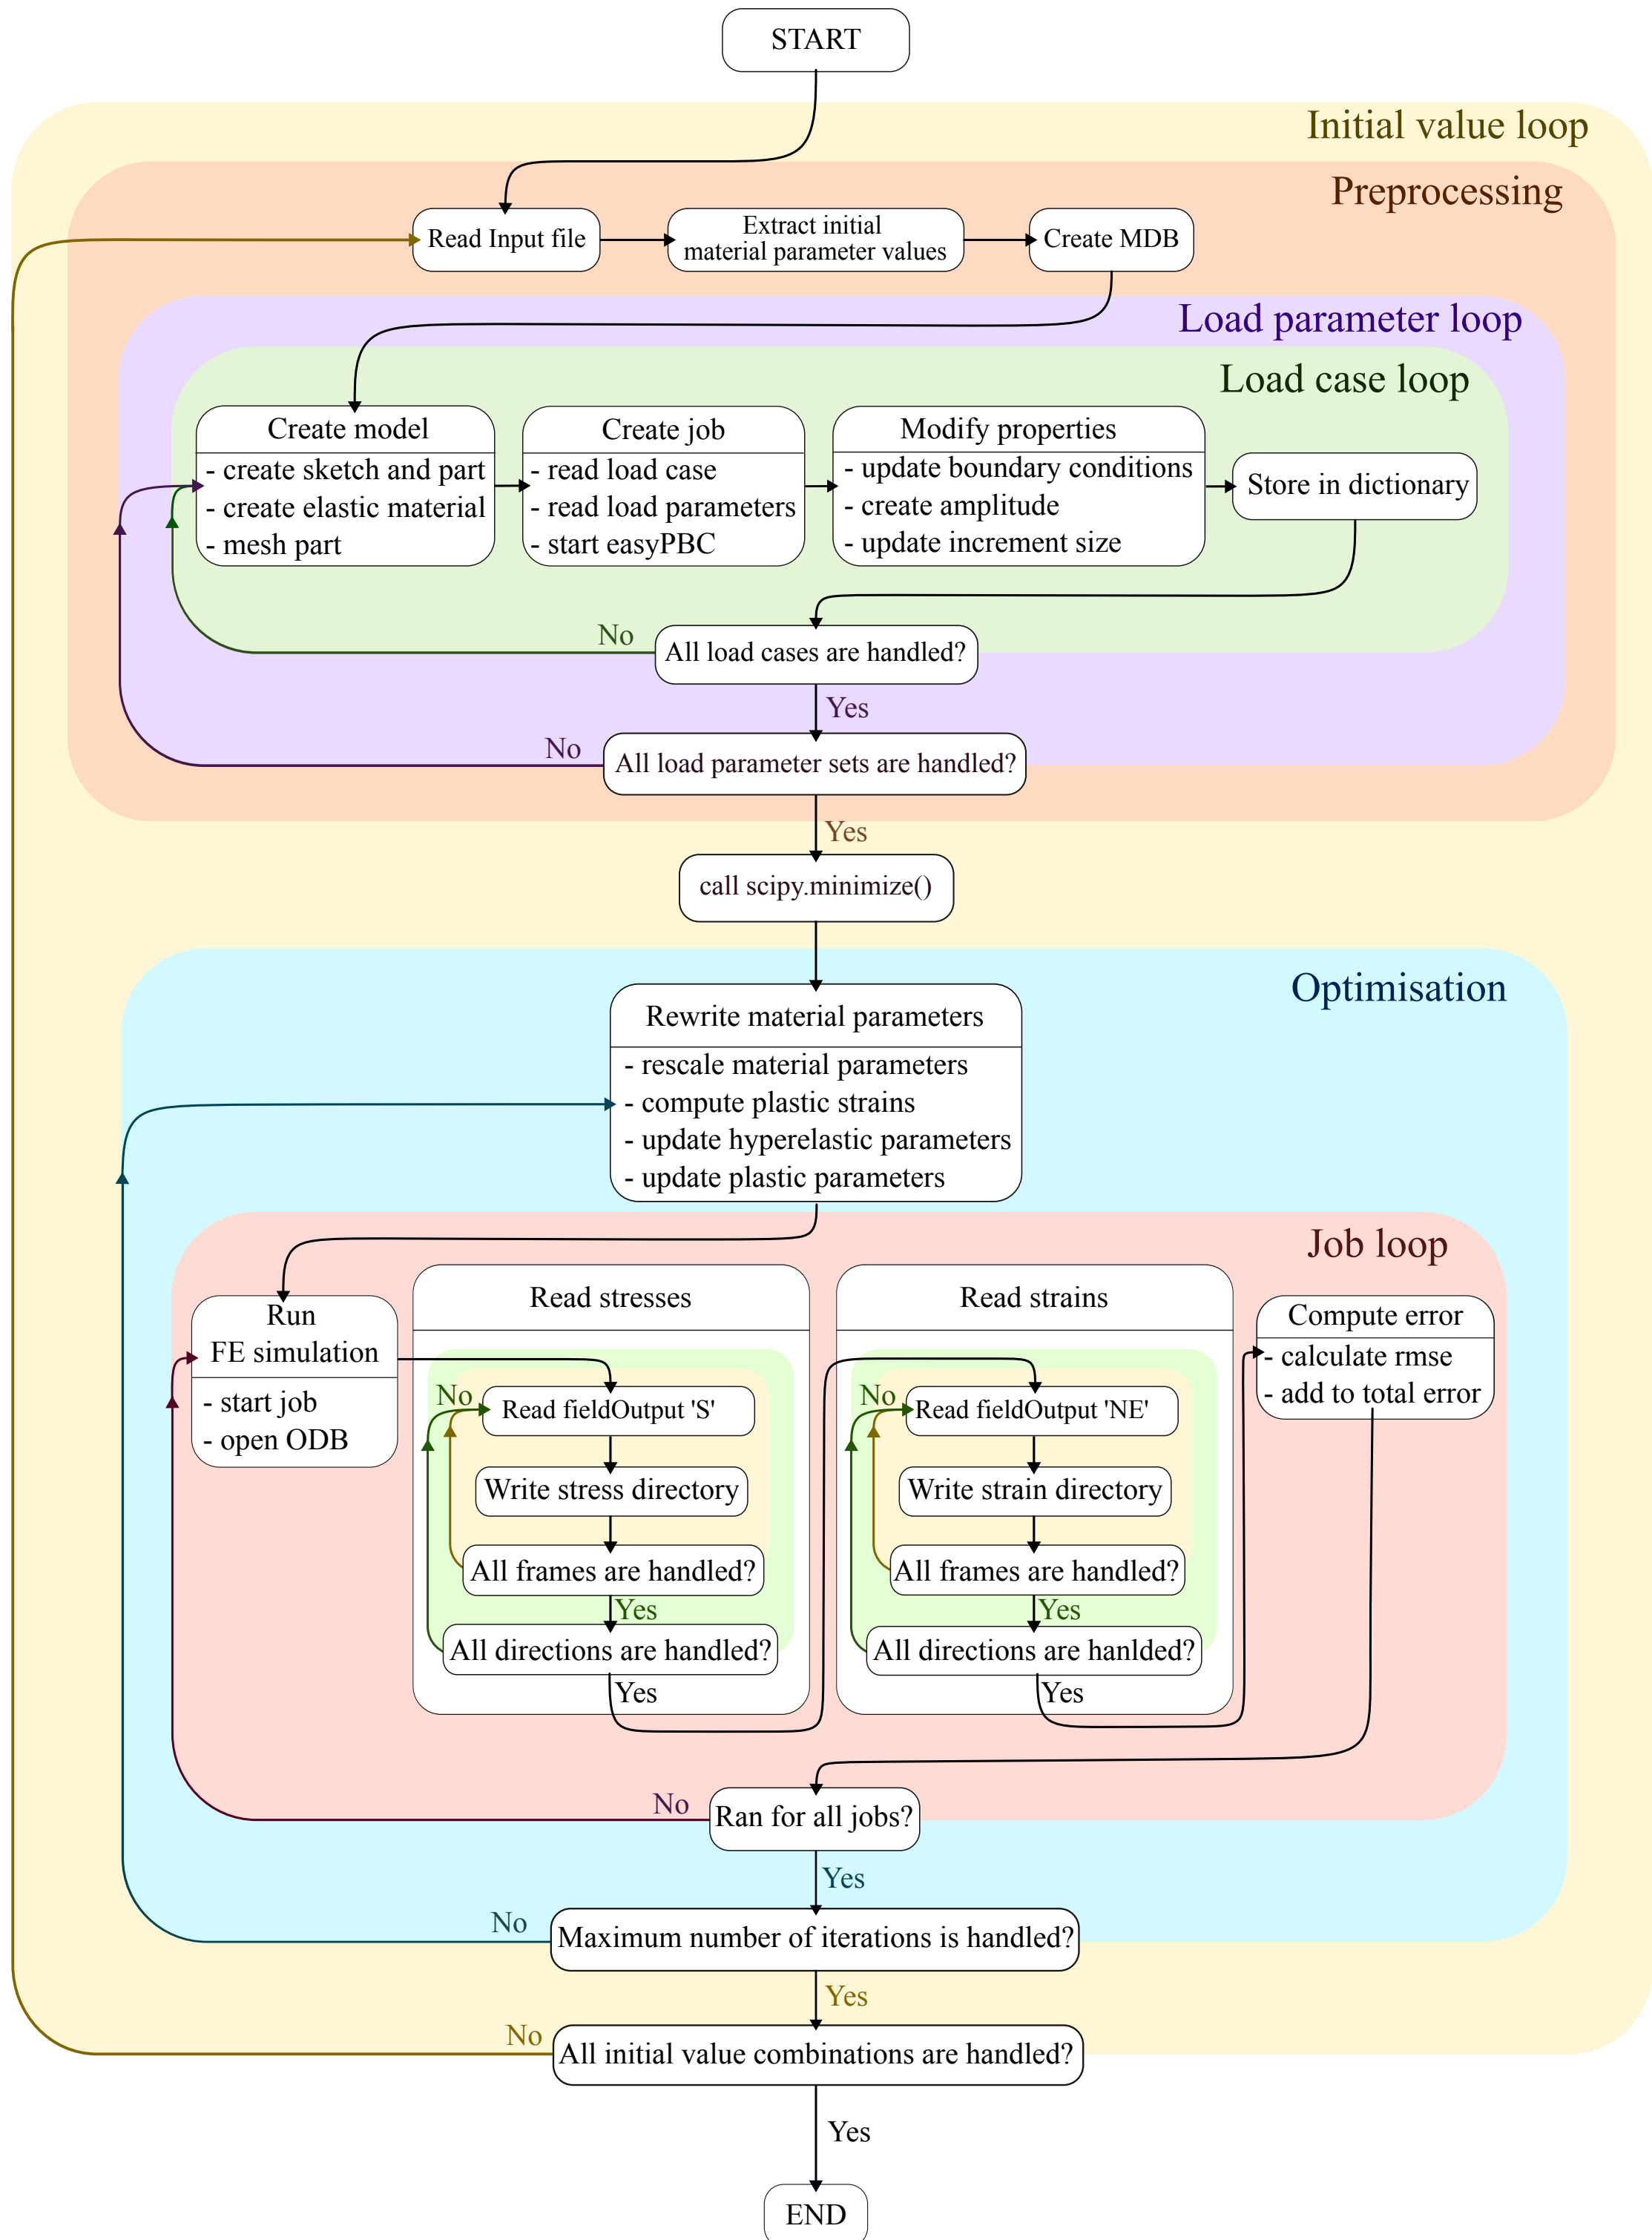 START
Initial value loop
Preprocessing
Read Input file
Extract initial
material parameter values
Create MDB
Load parameter loop
Load case loop
Create model
- create sketch and part
- create elastic material
- mesh part
Create job
- read load case
- read load parameters
- start easyPBC
Modify properties
- update boundary conditions
- create amplitude
- update increment size
Store in dictionary
No
All load cases are handled?
Yes
No
All load parameter sets are handled?
Yes
call scipy.minimize()
Optimisation
Rewrite material parameters
- rescale material parameters
- compute plastic strains
- update hyperelastic parameters
- update plastic parameters
Job loop
Run
FE simulation
- start job
- open ODB
Read stresses
No
Read fieldOutput 'S'
Write stress directory
All frames are handled?
Yes
All directions are handled?
Yes
Read strains
No
Read fieldOutput 'NE'
Write strain directory
All frames are handled?
Yes
All directions are hanlded?
Yes
Compute error
- calculate rmse
- add to total error
No
Ran for all jobs?
Yes
No
Maximum number of iterations is handled?
Yes
No
All initial value combinations are handled?
Yes
END